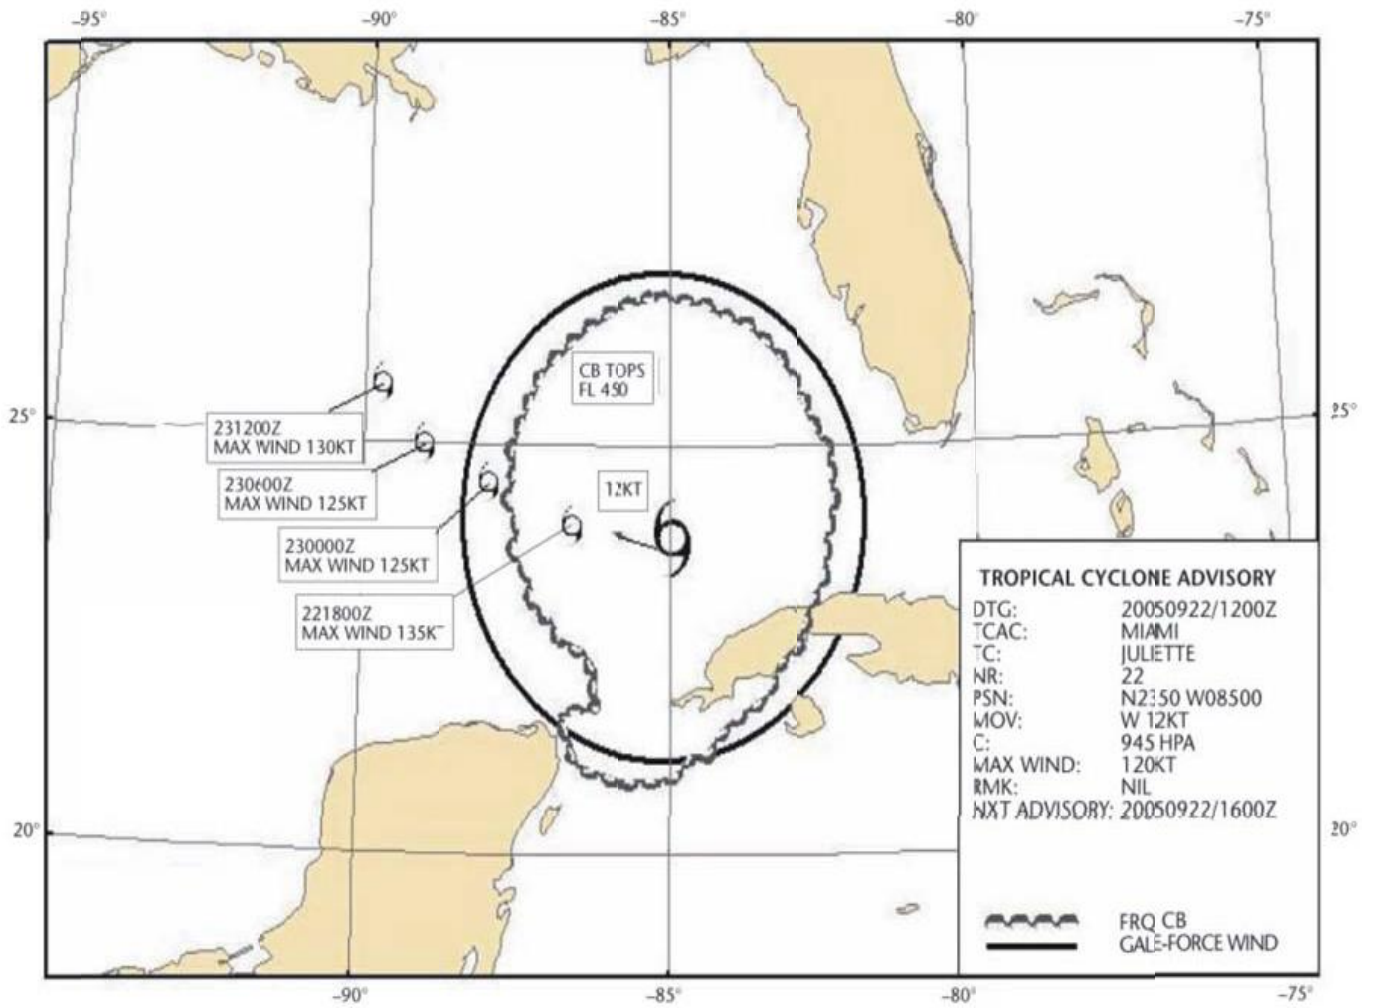 -95°
-90°
-85°
-80°
-75°
CB TOPS
FL 450
25°
25°
231200Z
MAX WIND 130KT
230600Z
MAX WIND 125KT
12KT
230000Z
MAX WIND 125KT
221800Z
MAX WIND 135KT
TROPICAL CYCLONE ADVISORY
DTG: 20050922/1200Z
TCAC: MIAMI
TC: JULIETTE
NR: 22
PSN: N2350 W08500
MOV: W 12KT
C: 945 HPA
MAX WIND: 120KT
RMK: NIL
NXT ADVISORY: 20050922/1600Z
20°
20°
FRQ CB
GALE-FORCE WIND
-90°
-85°
-80°
-75°